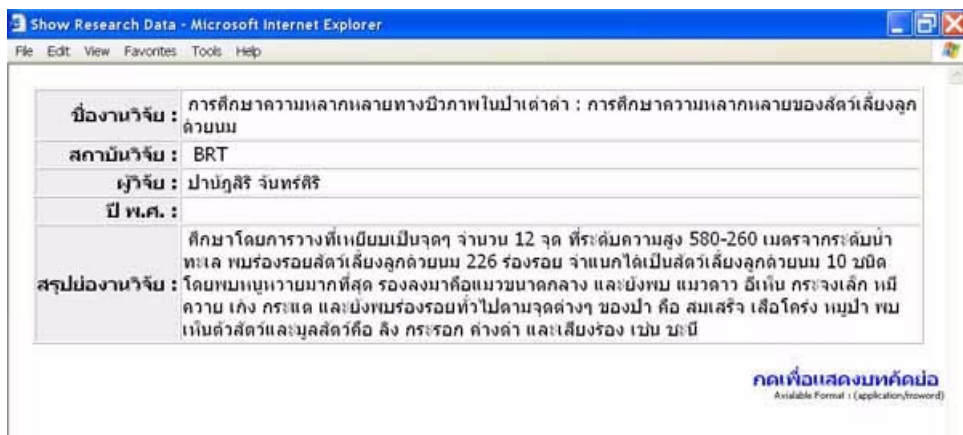 Show Research Data - Microsoft Internet Explorer
File Edit View Favorites Tools Help
ชื่องานวิจัย : การศึกษาความหลากหลายทางชีวภาพในป่าเต่าดำ : การศึกษาความหลากหลายของสัตว์เลี้ยงลูก
ด้วยนม
สถาบันวิจัย : BRT
ผู้วิจัย : ปานัฎสิริ จันทร์ศิริ
ปี พ.ศ. :
สรุปย่องานวิจัย : ศึกษาโดยการวางที่เหยียบเป็นจุดๆ จำนวน 12 จุด ที่ระดับความสูง 580-260 เมตรจากระดับน้ำ
ทะเล พบร่องรอยสัตว์เลี้ยงลูกด้วยนม 226 ร่องรอย จำแนกได้เป็นสัตว์เลี้ยงลูกด้วยนม 10 ชนิด
โดยพบหนูหวายมากที่สุด รองลงมาคือแมวขนาดกลาง และยังพบ แมวดาว อีเห็น กระจงเล็ก หมี
ควาย เก้ง กระแต และยังพบร่องรอยทั่วไปตามจุดต่างๆ ของป่า คือ สมเสร็จ เสือโคร่ง หมูป่า พบ
เห็นตัวสัตว์และมูลสัตว์คือ ลิง กระรอก ค่างดำ และเสียงร้อง เช่น ชะนี
กดเพื่อแสดงบทคัดย่อ
Avialable Format : (application/msword)